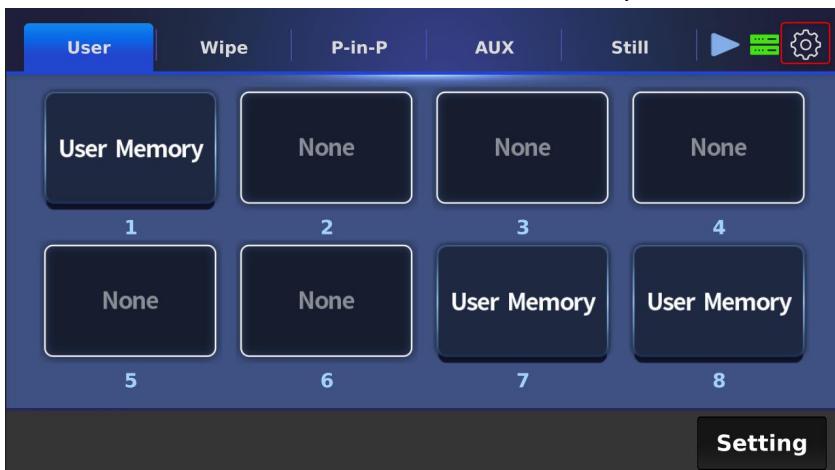 User Wipe P-in-P AUX Still
User Memory None None None
1 2 3 4
None None User Memory User Memory
5 6 7 8
Setting